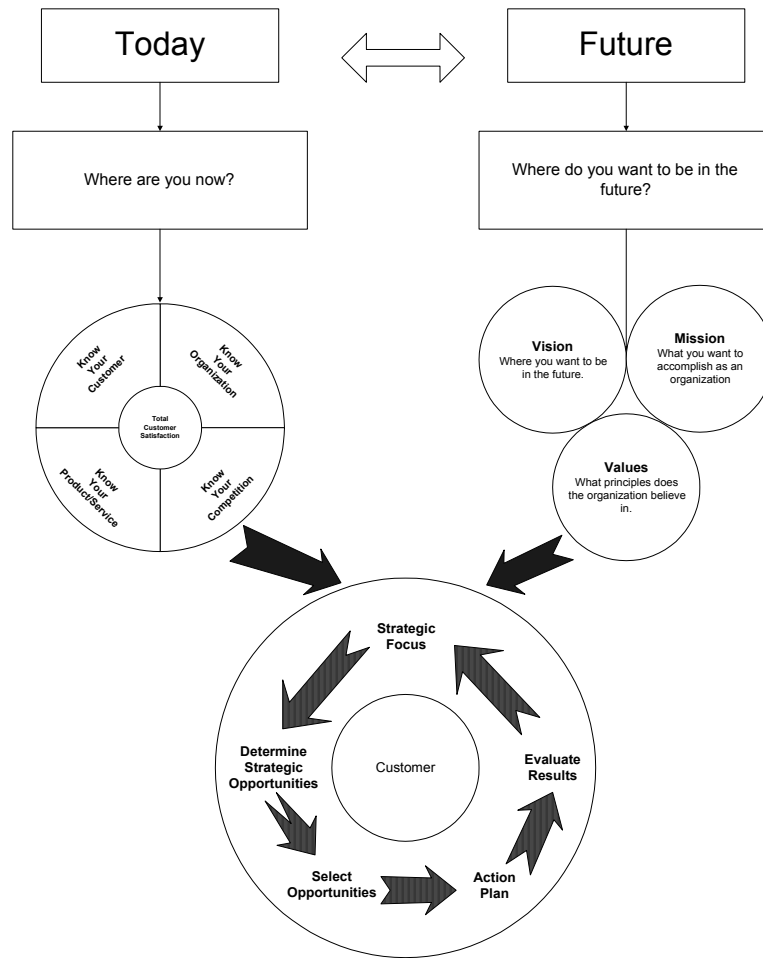 Today
Future
Where are you now?
Where do you want to be in the
future?
Know
Your
Customer
Know
Your
Organization
Total
Customer
Satisfaction
Know
Your
Product/Service
Know
Your
Competition
Vision
Where you want to be
in the future.
Mission
What you want to
accomplish as an
organization
Values
What principles does
the organization believe
in.
Strategic
Focus
Determine
Strategic
Opportunities
Customer
Evaluate
Results
Select
Opportunities
Action
Plan